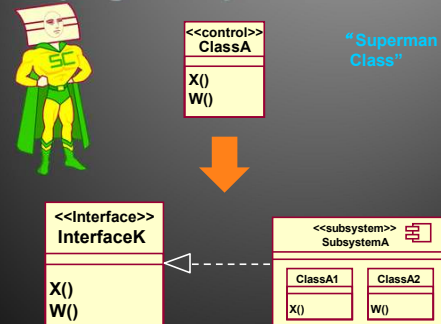 <<control>>
ClassA
X()
W()
“Superman
Class”
SC
<<Interface>>
InterfaceK
X()
W()
<<subsystem>>
SubsystemA
ClassA1
X()
ClassA2
W()